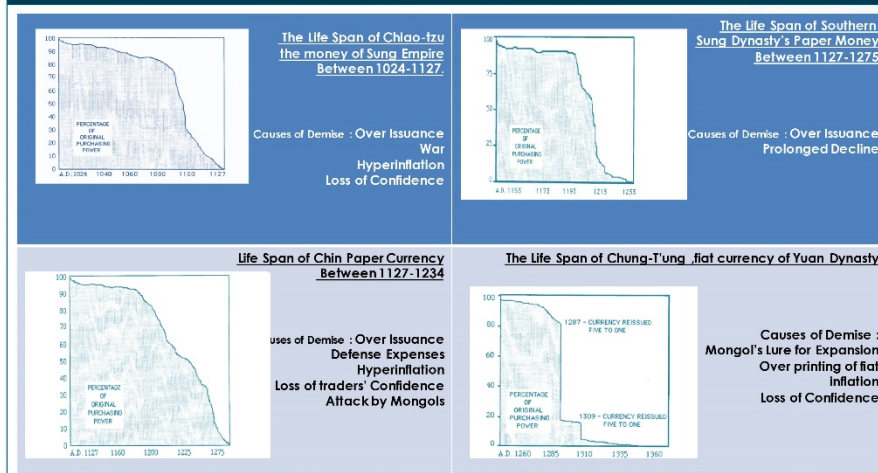 The Life Span of Chiao-tzu
the money of Sung Empire
Between 1024-1127.
100
90
80
70
60
50
40
30
20
10
0
PERCENTAGE
OF
ORIGINAL
PURCHASING
POWER
A.D. 1024 1040 1060 1080 1100 1127
Causes of Demise : Over Issuance
War
Hyperinflation
Loss of Confidence
The Life Span of Southern
Sung Dynasty's Paper Money
Between 1127-1275
100
75
50
25
0
PERCENTAGE
OF
ORIGINAL
PURCHASING
POWER
A.D. 1153 1173 1193 1213 1233
Causes of Demise : Over Issuance
Prolonged Decline
Life Span of Chin Paper Currency
Between 1127-1234
100
90
80
70
60
50
40
30
20
10
0
PERCENTAGE
OF
ORIGINAL
PURCHASING
POWER
A.D. 1127 1160 1200 1225 1275
uses of Demise : Over Issuance
Defense Expenses
Hyperinflation
Loss of traders' Confidence
Attack by Mongols
The Life Span of Chung-T'ung ,fiat currency of Yuan Dynasty
100
80
60
40
20
0
1287 - CURRENCY REISSUED
FIVE TO ONE
1309 - CURRENCY REISSUED
FIVE TO ONE
PERCENTAGE
OF
ORIGINAL
PURCHASING
POWER
A.D. 1260 1285 1310 1335 1360
Causes of Demise :
Mongol's Lure for Expansion
Over printing of fiat
inflation
Loss of Confidence